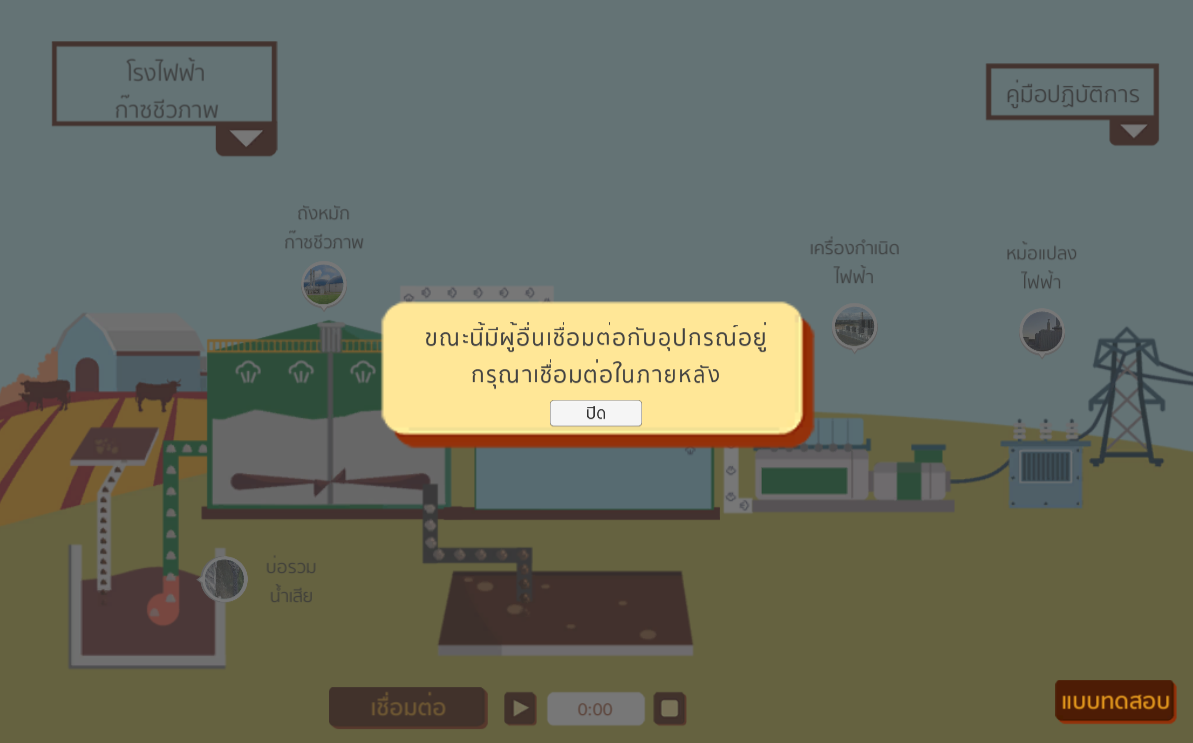 โรงไฟฟ้า
ก๊าซชีวภาพ
คู่มือปฏิบัติการ
ถังหมัก
ก๊าซชีวภาพ
เครื่องกำเนิด
ไฟฟ้า
หม้อแปลง
ไฟฟ้า
ขณะนี้มีผู้อื่นเชื่อมต่อกับอุปกรณ์อยู่
กรุณาเชื่อมต่อในภายหลัง
ปิด
บ่อรวม
น้ำเสีย
เชื่อมต่อ
0:00
แบบทดสอบ